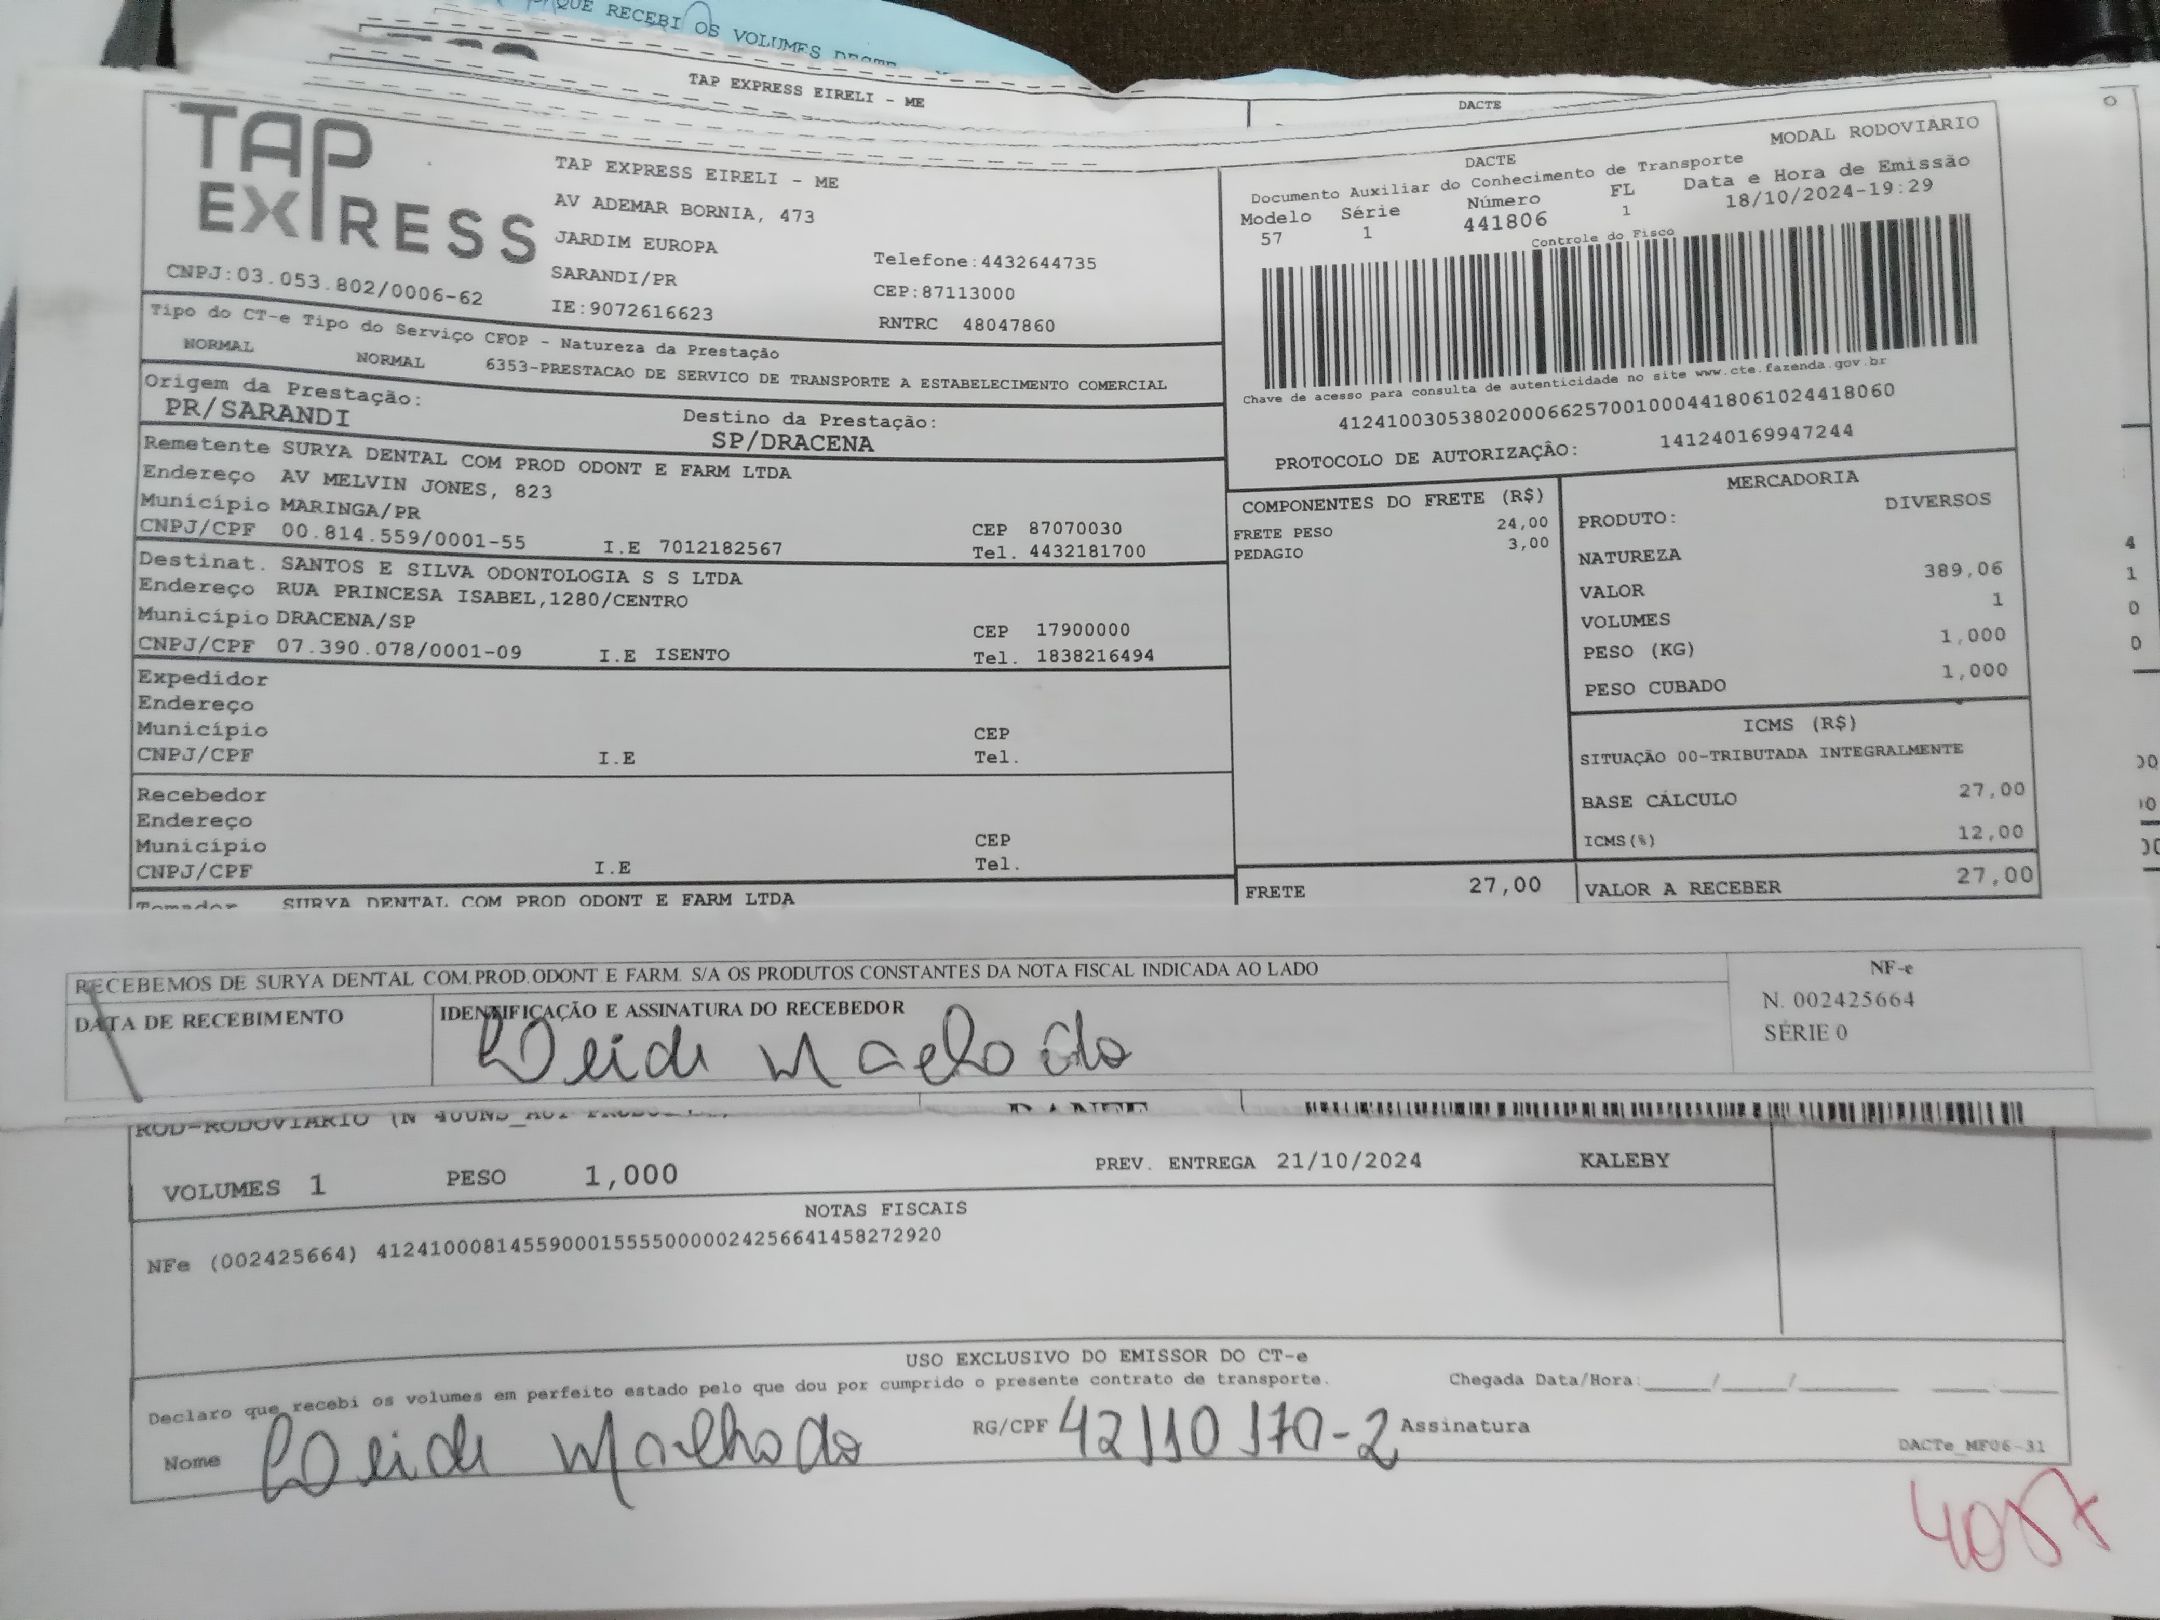 QUE RECEBI OS VOLUMES
TAP EXPRESS EIRELI - ME
DACTE
TAP
EXPRESS
CNPJ:03.053.802/0006-62
TAP EXPRESS EIRELI - ME
AV ADEMAR BORNIA, 473
JARDIM EUROPA
SARANDI/PR
IE:9072616623
Telefone:4432644735
CEP:87113000
RNTRC 48047860
DACTE
MODAL RODOVIARIO
Documento Auxiliar do Conhecimento de Transporte
Modelo Série Número FL Data e Hora de Emissão
57 1 441806 1 18/10/2024-19:29
Controle do Fisco
Chave de acesso para consulta de autenticidade no site www.cte.fazenda.gov.br
41241003053802000662570010004418061024418060
PROTOCOLO DE AUTORIZAÇÃO: 141240169947244
Tipo do CT-e Tipo do Serviço CFOP - Natureza da Prestação
NORMAL NORMAL 6353-PRESTACAO DE SERVICO DE TRANSPORTE A ESTABELECIMENTO COMERCIAL
Origem da Prestação: Destino da Prestação:
PR/SARANDI SP/DRACENA
Remetente SURYA DENTAL COM PROD ODONT E FARM LTDA
Endereço AV MELVIN JONES, 823
Município MARINGA/PR CEP 87070030
CNPJ/CPF 00.814.559/0001-55 I.E 7012182567 Tel. 4432181700
Destinat. SANTOS E SILVA ODONTOLOGIA S S LTDA
Endereço RUA PRINCESA ISABEL,1280/CENTRO
Município DRACENA/SP CEP 17900000
CNPJ/CPF 07.390.078/0001-09 I.E ISENTO Tel. 1838216494
Expedidor
Endereço
Município CEP
CNPJ/CPF I.E Tel.
Recebedor
Endereço
Município CEP
CNPJ/CPF I.E Tel.
Tomador SURYA DENTAL COM PROD ODONT E FARM LTDA
COMPONENTES DO FRETE (R$)
FRETE PESO 24,00
PEDAGIO 3,00
FRETE 27,00
MERCADORIA
PRODUTO: DIVERSOS
NATUREZA
VALOR 389,06
VOLUMES 1
PESO (KG) 1,000
PESO CUBADO 1,000
ICMS (R$)
SITUAÇÃO 00-TRIBUTADA INTEGRALMENTE
BASE CÁLCULO 27,00
ICMS(%) 12,00
VALOR A RECEBER 27,00
RECEBEMOS DE SURYA DENTAL COM.PROD.ODONT E FARM. S/A OS PRODUTOS CONSTANTES DA NOTA FISCAL INDICADA AO LADO
DATA DE RECEBIMENTO
IDENTIFICAÇÃO E ASSINATURA DO RECEBEDOR
NF-e
N. 002425664
SÉRIE 0
DANFE
ROD-RODOVIARIO
VOLUMES 1 PESO 1,000 PREV. ENTREGA 21/10/2024 KALEBY
NOTAS FISCAIS
NFe (002425664) 41241000814559000155550000024256641458272920
USO EXCLUSIVO DO EMISSOR DO CT-e
Declaro que recebi os volumes em perfeito estado pelo que dou por cumprido o presente contrato de transporte. Chegada Data/Hora:
Nome RG/CPF 42110170-2 Assinatura
DACTe_MF06-31